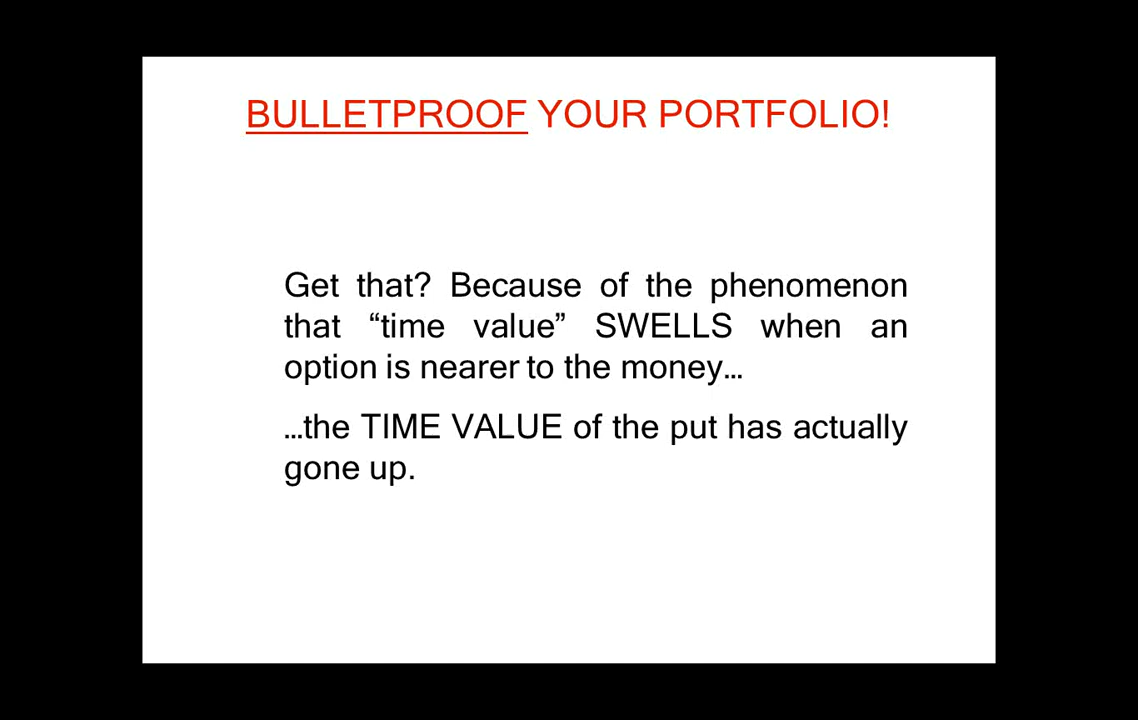 BULLETPROOF YOUR PORTFOLIO!
Get that? Because of the phenomenon
that “time value” SWELLS when an
option is nearer to the money…
…the TIME VALUE of the put has actually
gone up.